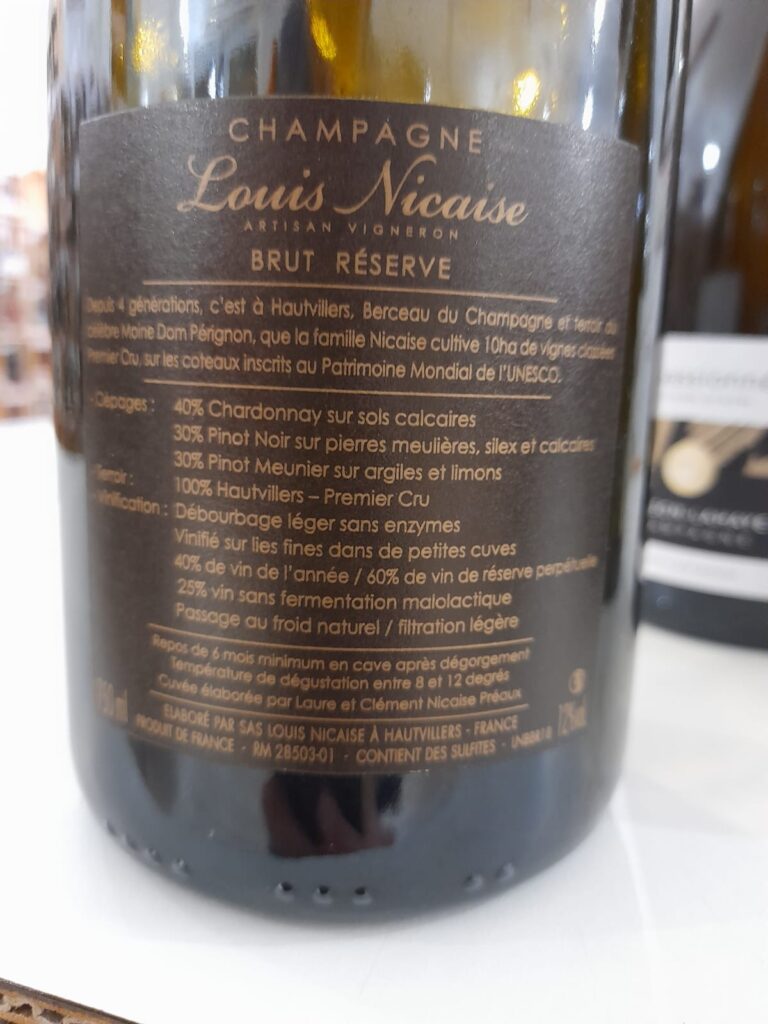 CHAMPAGNE
Louis Nicaise
ARTISAN VIGNERON
BRUT RÉSERVE
Depuis 4 générations, c'est à Hautvillers, Berceau du Champagne et terroir du
célèbre Moine Dom Pérignon, que la famille Nicaise cultive 10ha de vignes classées
Premier Cru, sur les coteaux inscrits au Patrimoine Mondial de l'UNESCO.
- Cépages : 40% Chardonnay sur sols calcaires
30% Pinot Noir sur pierres meulières, silex et calcaires
30% Pinot Meunier sur argiles et limons
- Terroir : 100% Hautvillers – Premier Cru
- Vinification : Débourbage léger sans enzymes
Vinifié sur lies fines dans de petites cuves
40% de vin de l'année / 60% de vin de réserve perpétuelle
25% vin sans fermentation malolactique
Passage au froid naturel / filtration légère
Repos de 6 mois minimum en cave après dégorgement
Température de dégustation entre 8 et 12 degrés
Cuvée élaborée par Laure et Clément Nicaise Préaux
750ml
ELABORÉ PAR SAS LOUIS NICAISE À HAUTVILLERS - FRANCE
PRODUIT DE FRANCE - RM 28503-01 - CONTIENT DES SULFITES - LNBR18
12%vol
LAHAYE